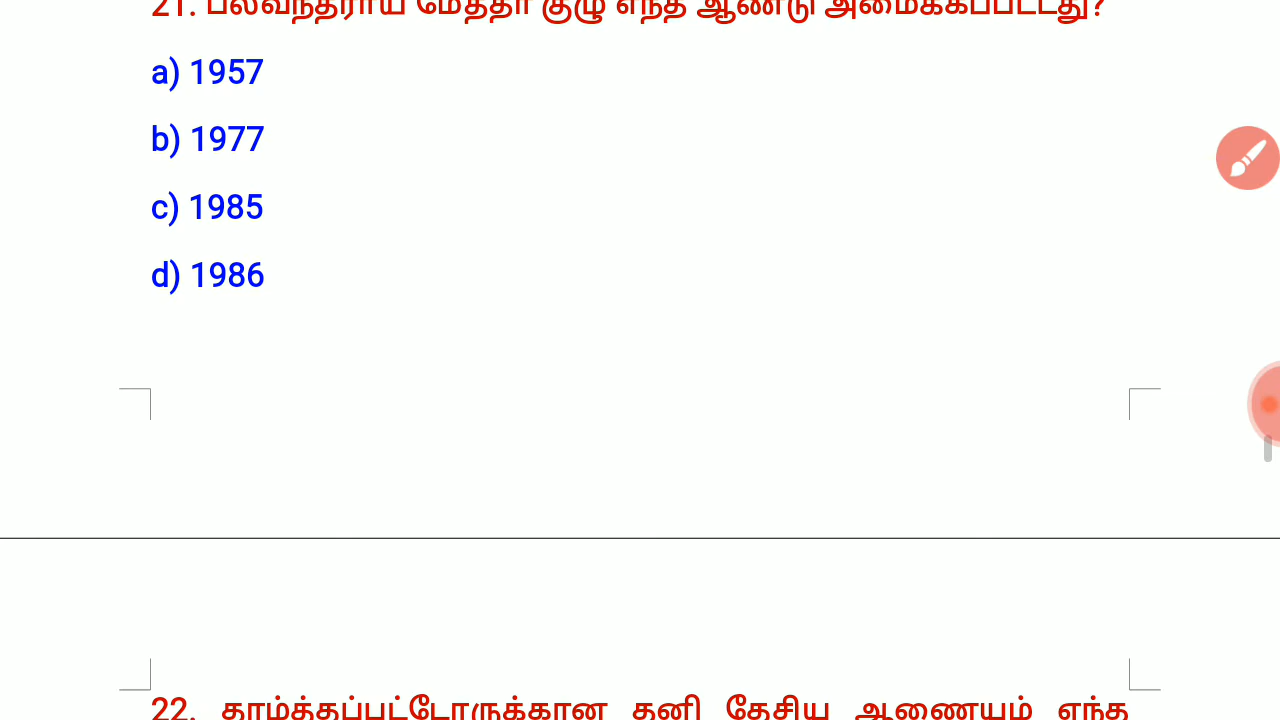 21. பல்வந்தராய் மேத்தா குழு எந்த ஆண்டு அமைக்கப்பட்டது?
a) 1957
b) 1977
c) 1985
d) 1986
22. தாழ்த்தப்பட்டோருக்கான தனி தேசிய ஆணையம் எந்த